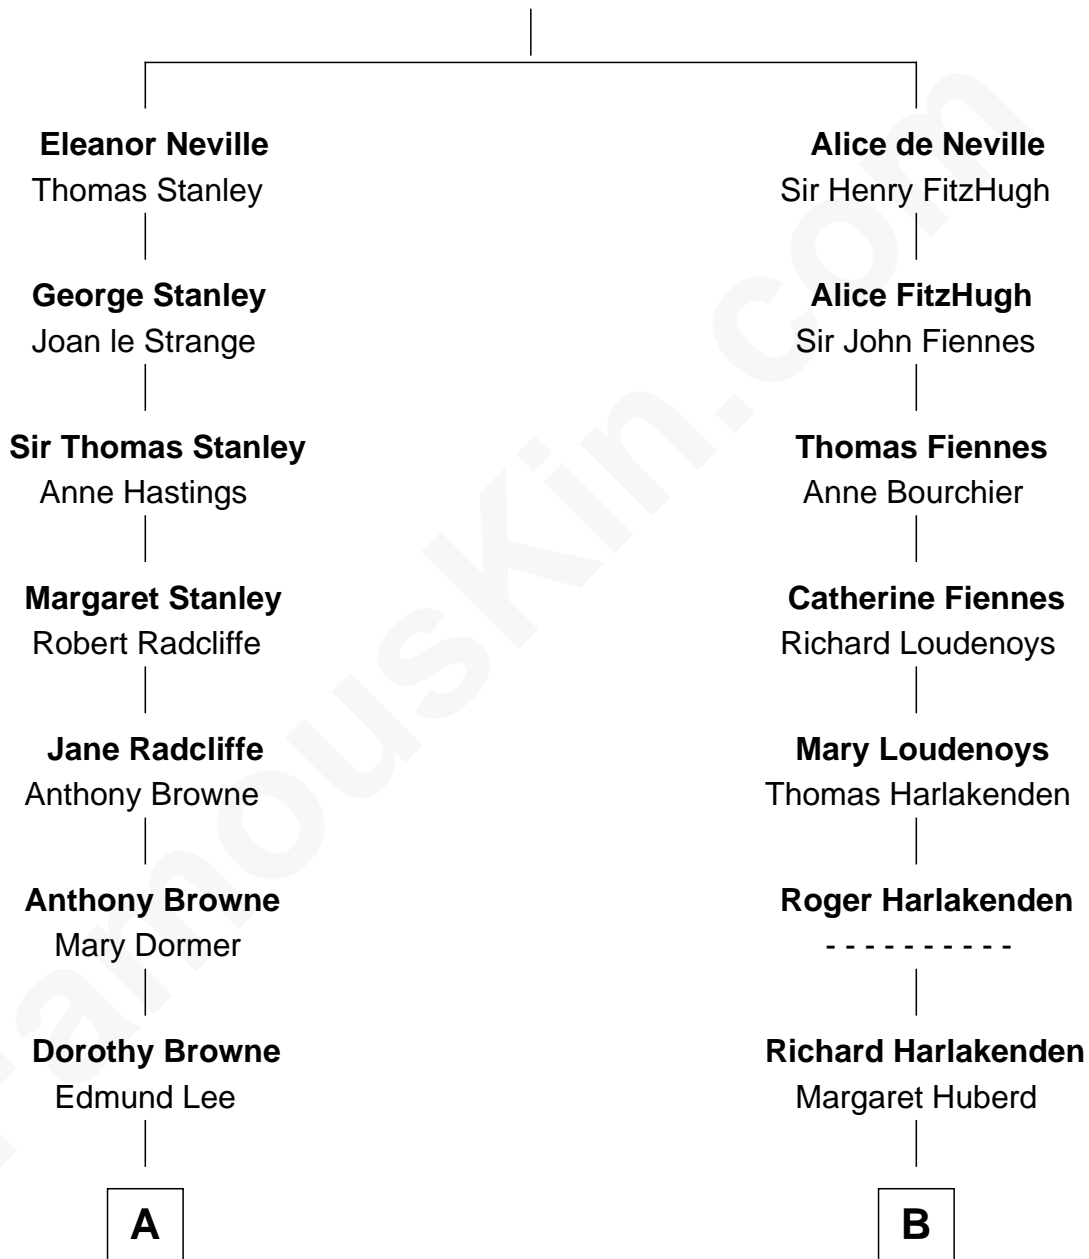 Eleanor Neville
Thomas Stanley
George Stanley
Joan le Strange
Sir Thomas Stanley
Anne Hastings
Margaret Stanley
Robert Radcliffe
Jane Radcliffe
Anthony Browne
Anthony Browne
Mary Dormer
Dorothy Browne
Edmund Lee
A
Alice de Neville
Sir Henry FitzHugh
Alice FitzHugh
Sir John Fiennes
Thomas Fiennes
Anne Bourchier
Catherine Fiennes
Richard Loudenoys
Mary Loudenoys
Thomas Harlakenden
Roger Harlakenden
- - - - - - - - - -
Richard Harlakenden
Margaret Huberd
B
FamousKin.com